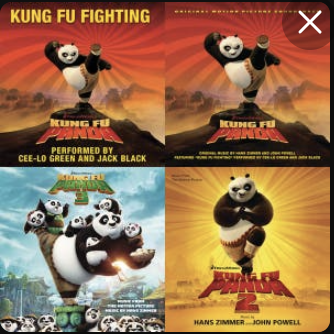 KUNG FU FIGHTING
KUNG FU
PANDA
PERFORMED BY
CEE-LO GREEN AND JACK BLACK
ORIGINAL MOTION PICTURE SOUNDTRACK
KUNG FU
PANDA
ORIGINAL MUSIC BY HANS ZIMMER AND JOHN POWELL
FEATURING "KUNG FU FIGHTING" PERFORMED BY CEE-LO GREEN AND JACK BLACK
KUNG FU
PANDA
3
MUSIC FROM
THE MOTION PICTURE
MUSIC BY HANS ZIMMER
DREAMWORKS
KUNG FU
PANDA
2
Music by
HANS ZIMMER AND JOHN POWELL